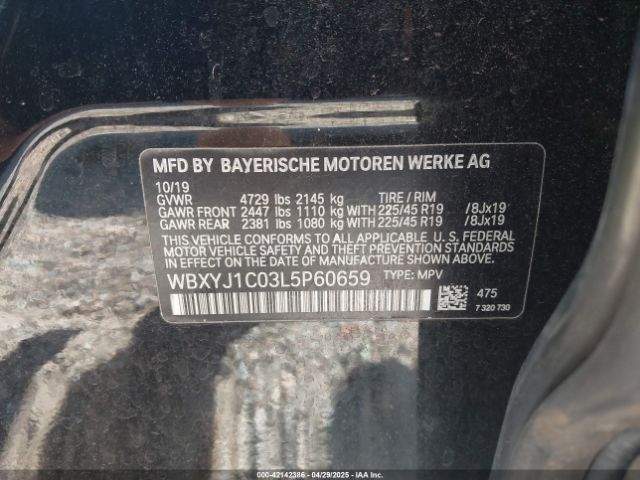 MFD BY BAYERISCHE MOTOREN WERKE AG
10/19
GVWR 4729 lbs 2145 kg TIRE / RIM
GAWR FRONT 2447 lbs 1110 kg WITH 225/45 R19 /8Jx19
GAWR REAR 2381 lbs 1080 kg WITH 225/45 R19 /8Jx19
THIS VEHICLE CONFORMS TO ALL APPLICABLE U.S. FEDERAL
MOTOR VEHICLE SAFETY BUMPER AND THEFT PREVENTION STANDARDS
IN EFFECT ON THE DATE OF MANUFACTURE SHOWN ABOVE.
WBXYJ1C03L5P60659 TYPE: MPV
475
7 320 730
000-42142386 - 04/29/2025 - IAAI.COM